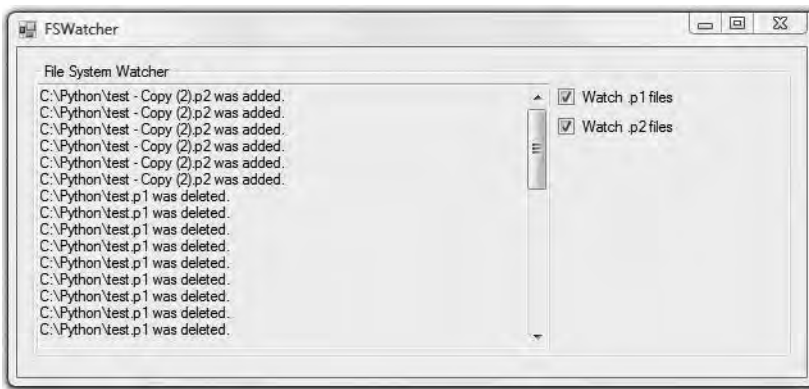 FSWatcher
File System Watcher
C:\Python\test - Copy (2).p2 was added.
C:\Python\test - Copy (2).p2 was added.
C:\Python\test - Copy (2).p2 was added.
C:\Python\test - Copy (2).p2 was added.
C:\Python\test - Copy (2).p2 was added.
C:\Python\test - Copy (2).p2 was added.
C:\Python\test.p1 was deleted.
C:\Python\test.p1 was deleted.
C:\Python\test.p1 was deleted.
C:\Python\test.p1 was deleted.
C:\Python\test.p1 was deleted.
C:\Python\test.p1 was deleted.
C:\Python\test.p1 was deleted.
C:\Python\test.p1 was deleted.
C:\Python\test.p1 was deleted.
Watch .p1 files
Watch .p2 files